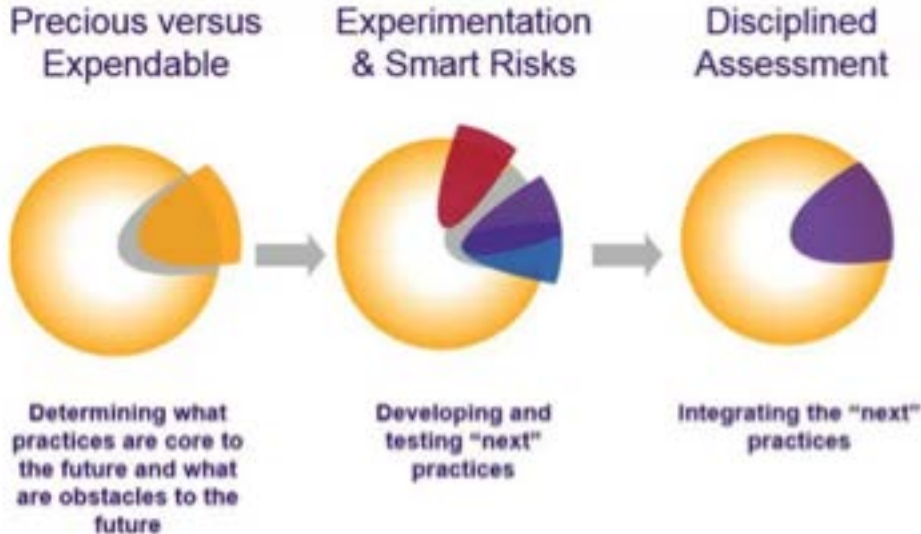 Precious versus
Expendable
Experimentation
& Smart Risks
Disciplined
Assessment
Determining what
practices are core to
the future and what
are obstacles to the
future
Developing and
testing “next”
practices
Integrating the “next”
practices